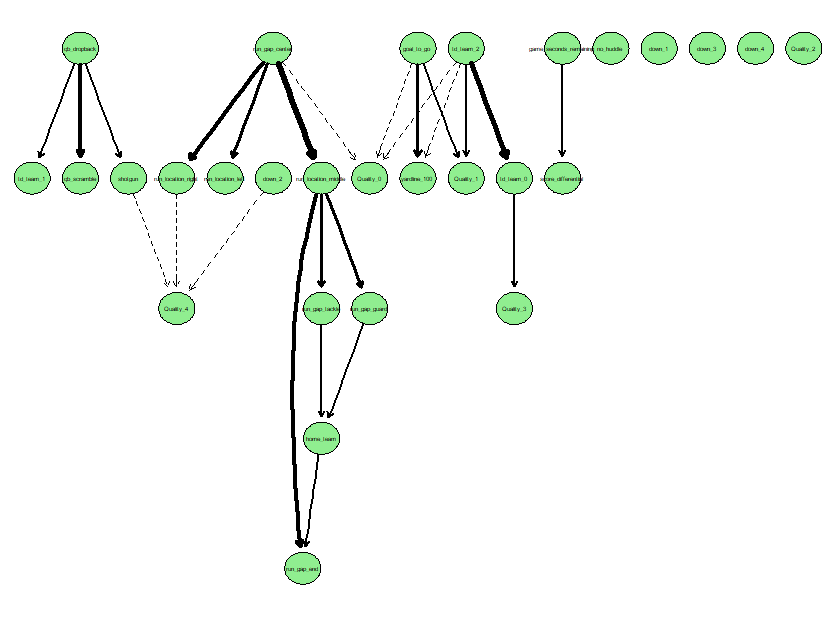 qb_dropback
run_gap_center
goal_to_go
td_team_2
game_seconds_remaining
no_huddle
down_1
down_3
down_4
Quality_2
td_team_1
qb_scramble
shotgun
run_location_right
run_location_left
down_2
run_location_middle
Quality_0
yardline_100
Quality_1
td_team_0
score_differential
Quality_4
run_gap_tackle
run_gap_guard
Quality_3
home_team
run_gap_end